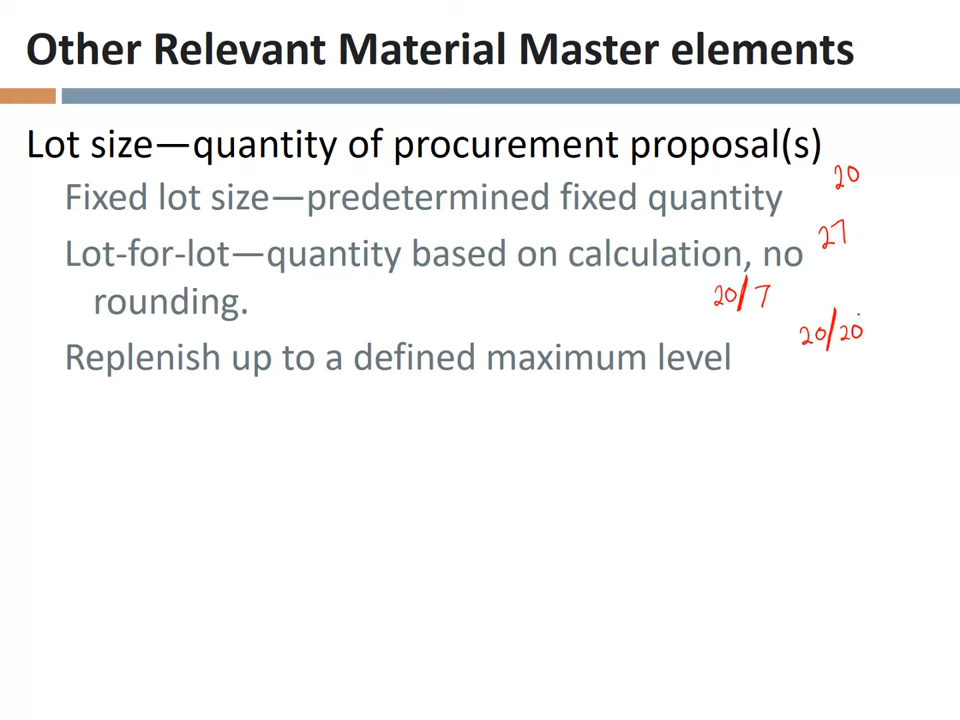 Other Relevant Material Master elements
Lot size—quantity of procurement proposal(s)
20
Fixed lot size—predetermined fixed quantity
27
Lot-for-lot—quantity based on calculation, no
rounding.
20/7
20/20
Replenish up to a defined maximum level